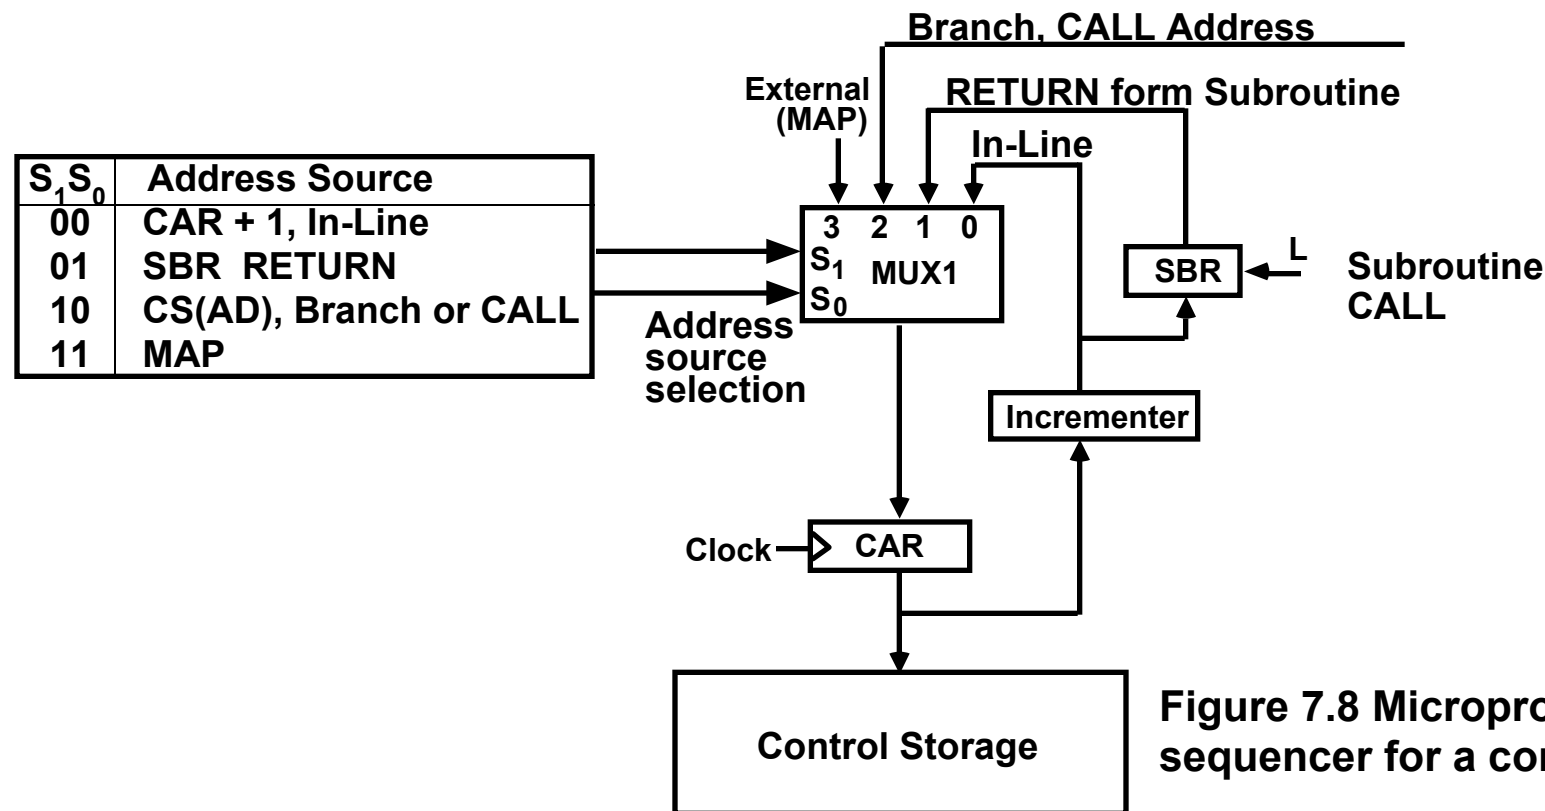 Branch, CALL Address
External
(MAP)
RETURN form Subroutine
In-Line
S1S0 Address Source
00 CAR + 1, In-Line
01 SBR RETURN
10 CS(AD), Branch or CALL
11 MAP
3 2 1 0
S1
MUX1
S0
Address
source
selection
SBR
L
Subroutine
CALL
Incrementer
Clock
CAR
Control Storage
Figure 7.8 Micropro
sequencer for a co